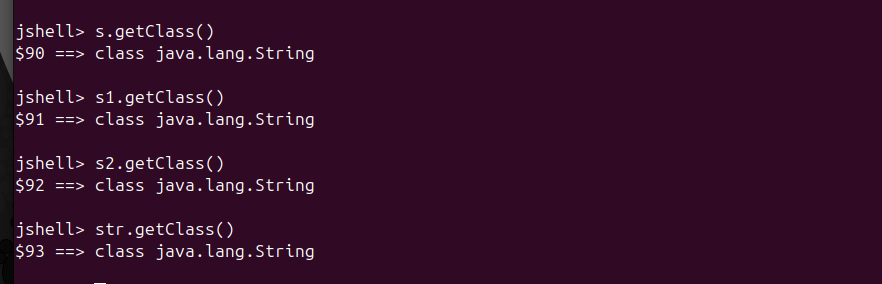 jshell> s.getClass()
$90 ==> class java.lang.String
jshell> s1.getClass()
$91 ==> class java.lang.String
jshell> s2.getClass()
$92 ==> class java.lang.String
jshell> str.getClass()
$93 ==> class java.lang.String